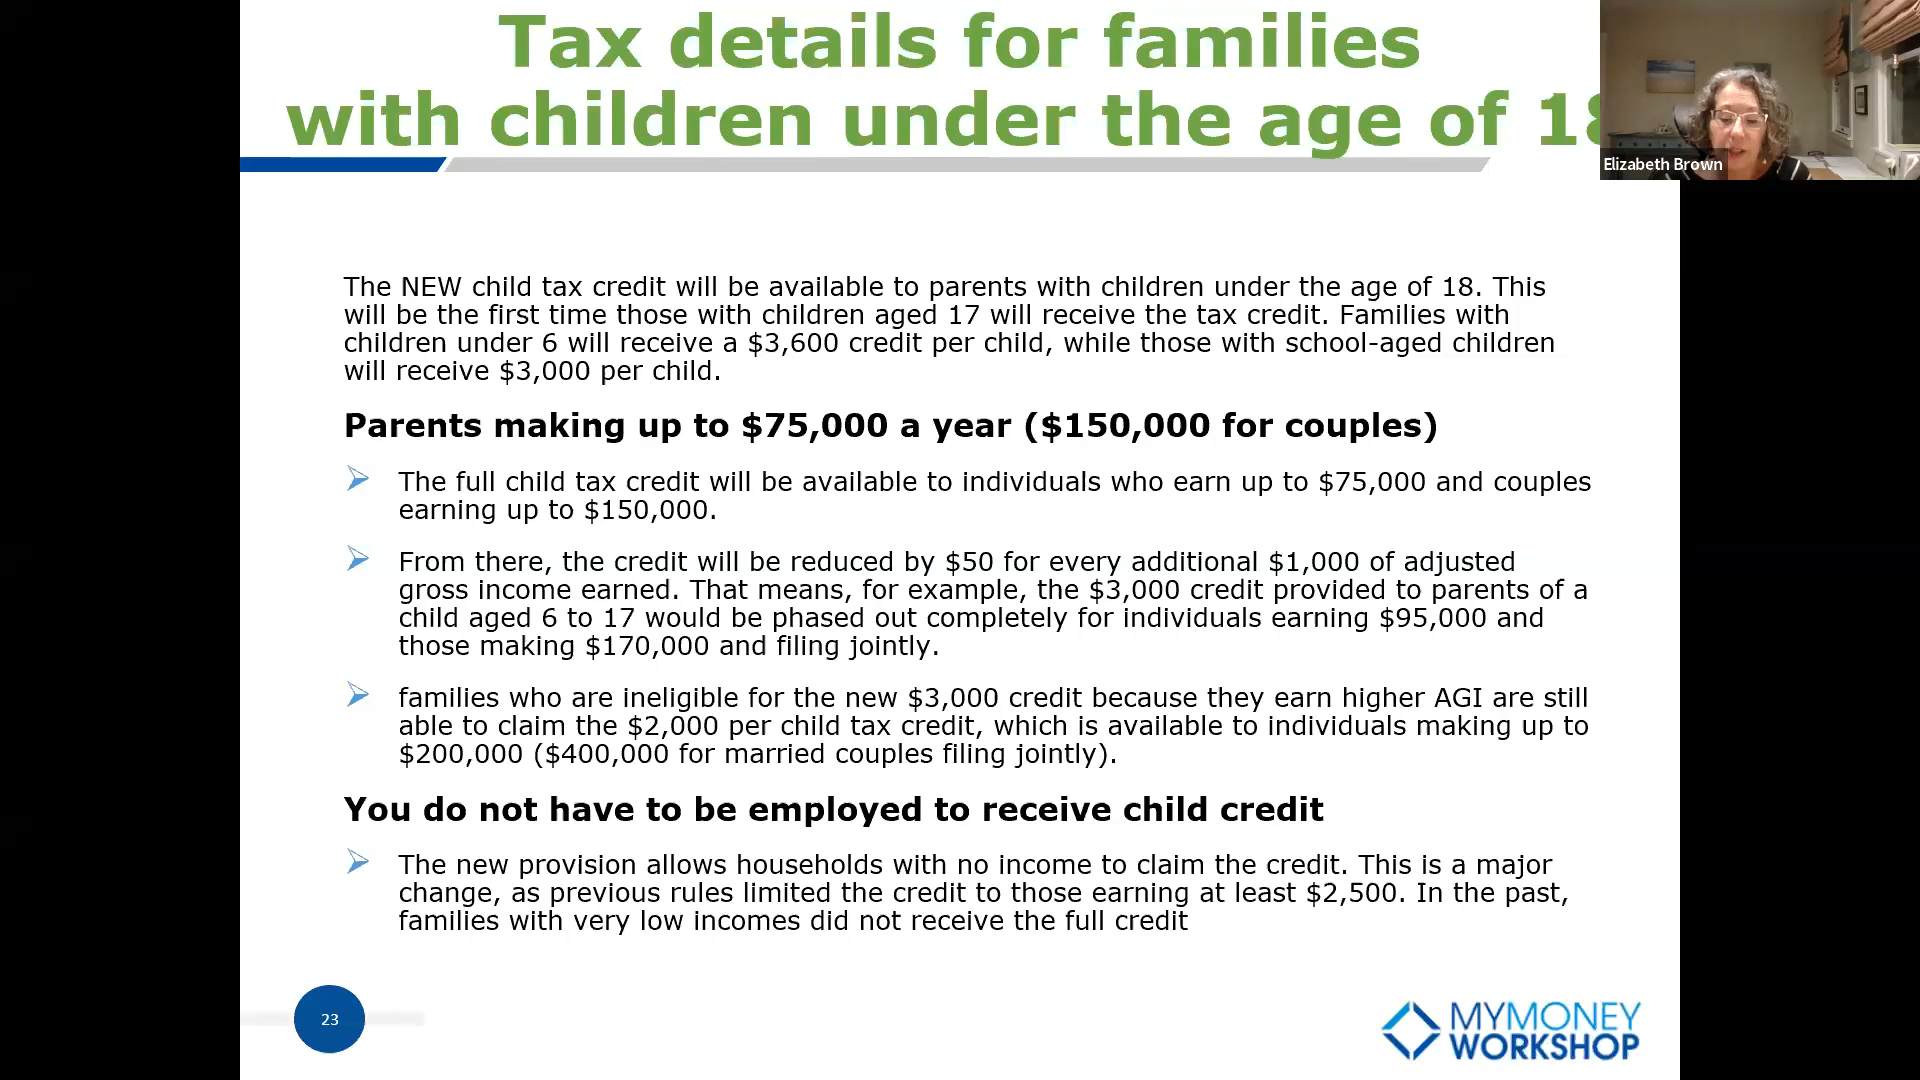 Tax details for families
with children under the age of 18
Elizabeth Brown
The NEW child tax credit will be available to parents with children under the age of 18. This
will be the first time those with children aged 17 will receive the tax credit. Families with
children under 6 will receive a $3,600 credit per child, while those with school-aged children
will receive $3,000 per child.
Parents making up to $75,000 a year ($150,000 for couples)
The full child tax credit will be available to individuals who earn up to $75,000 and couples
earning up to $150,000.
From there, the credit will be reduced by $50 for every additional $1,000 of adjusted
gross income earned. That means, for example, the $3,000 credit provided to parents of a
child aged 6 to 17 would be phased out completely for individuals earning $95,000 and
those making $170,000 and filing jointly.
families who are ineligible for the new $3,000 credit because they earn higher AGI are still
able to claim the $2,000 per child tax credit, which is available to individuals making up to
$200,000 ($400,000 for married couples filing jointly).
You do not have to be employed to receive child credit
The new provision allows households with no income to claim the credit. This is a major
change, as previous rules limited the credit to those earning at least $2,500. In the past,
families with very low incomes did not receive the full credit
23
MYMONEY
WORKSHOP